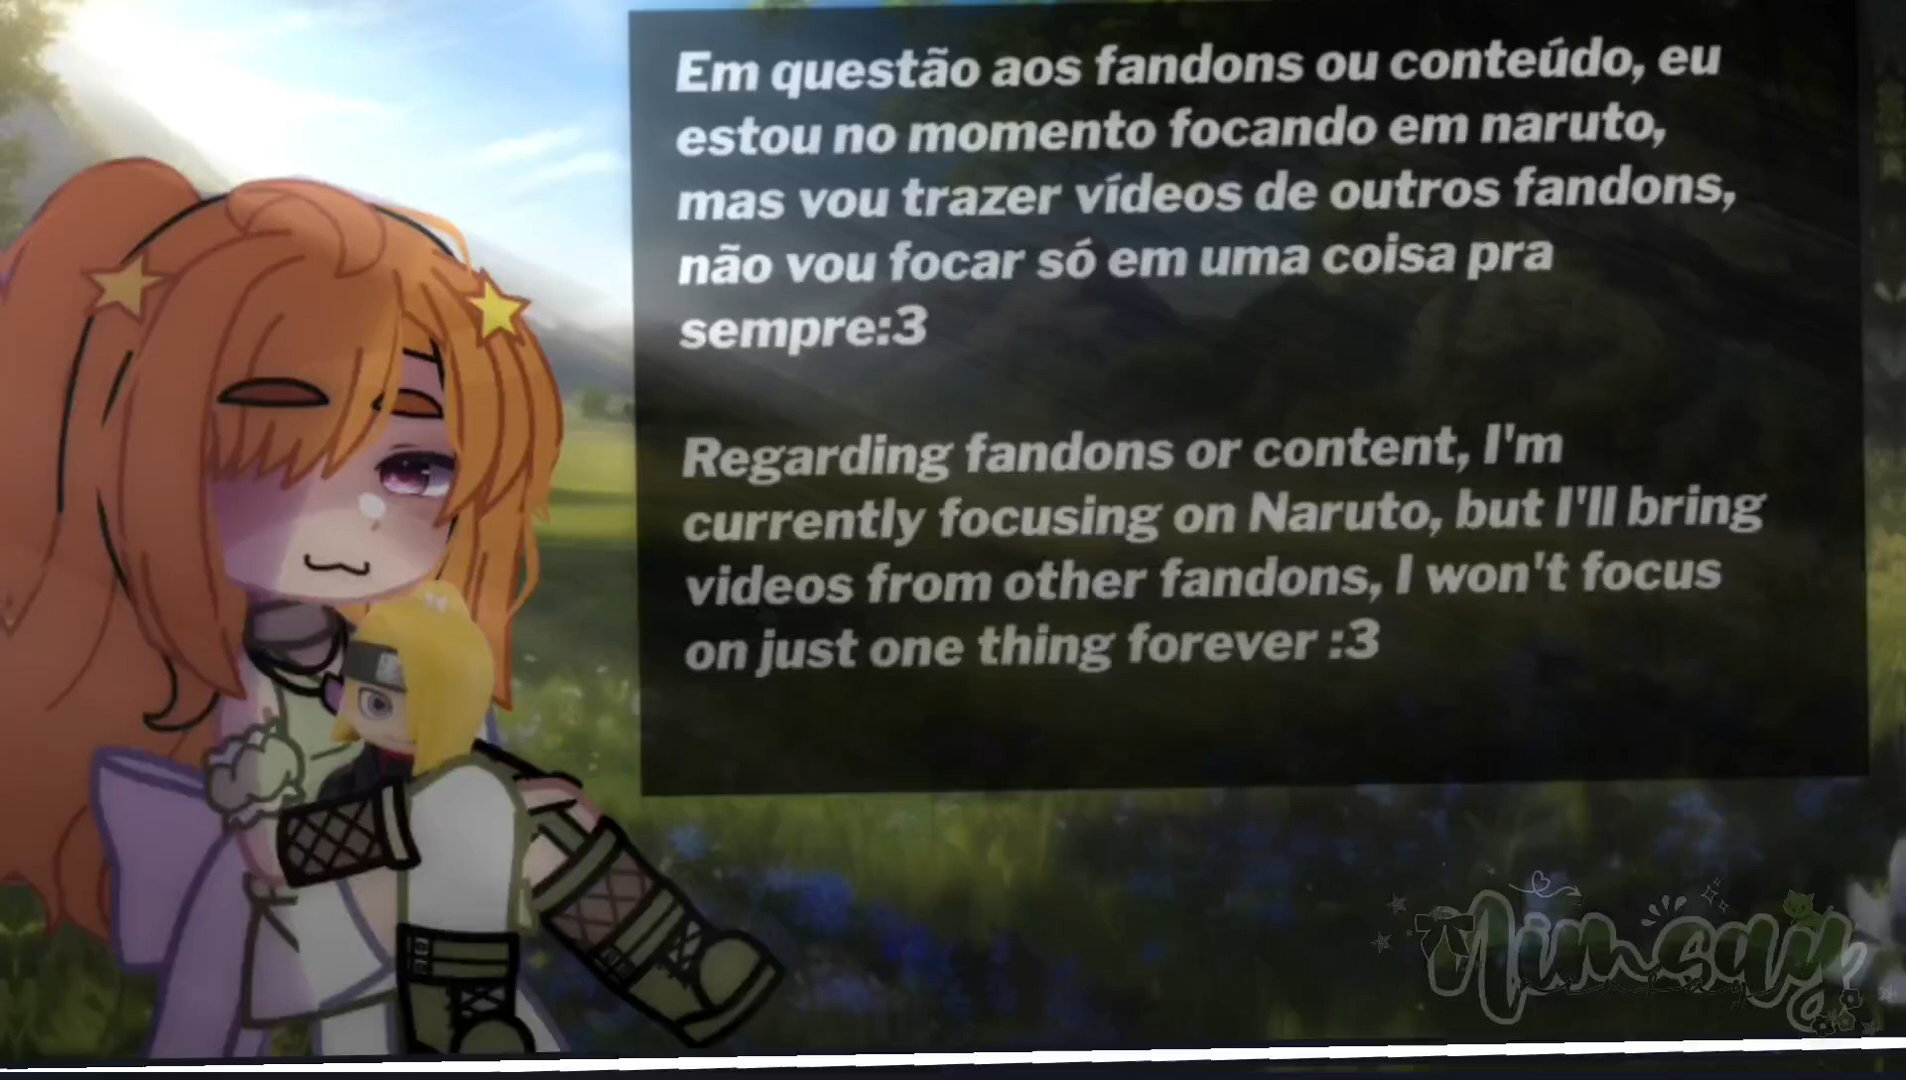 Em questão aos fandons ou conteúdo, eu
estou no momento focando em naruto,
mas vou trazer vídeos de outros fandons,
não vou focar só em uma coisa pra
sempre:3
Regarding fandons or content, I'm
currently focusing on Naruto, but I'll bring
videos from other fandons, I won't focus
on just one thing forever :3